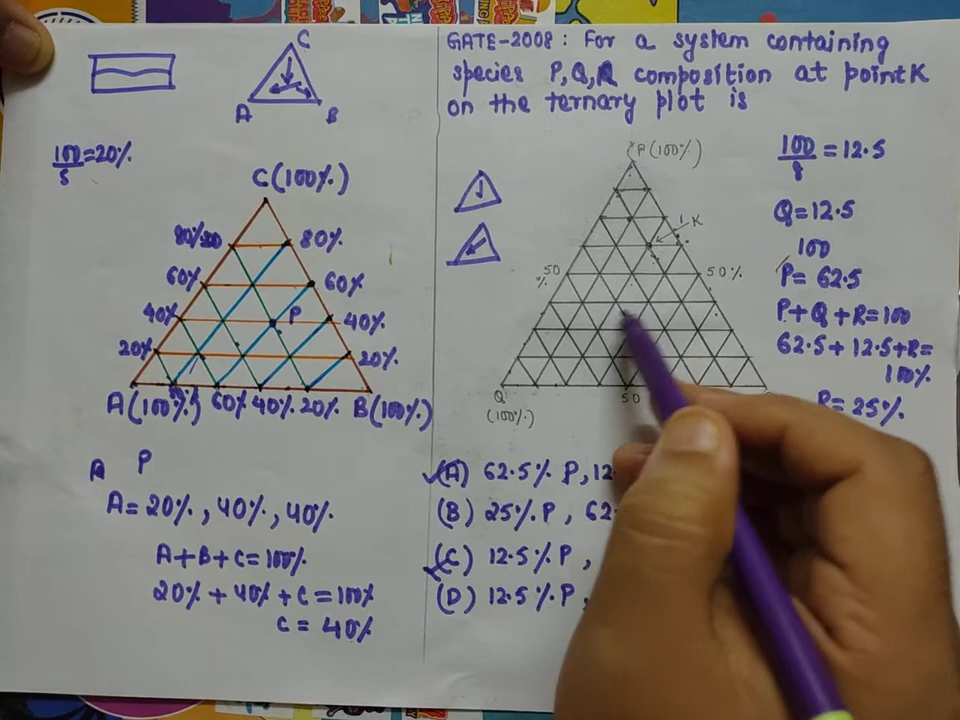 C
A B
100/5 = 20%
C(100%)
80% 80%
60% 60%
40% P 40%
20% 20%
A(100%) 60% 40% 20% B(100%)
A P
A = 20%, 40%, 40%
A+B+C = 100%
20% + 40% + C = 100%
C = 40%
GATE-2008: For a system containing
species P,Q,R composition at point K
on the ternary plot is
P(100%)
K
50% 50%
Q 50
(100%)
100/8 = 12.5
Q = 12.5
100
P = 62.5
P+Q+R = 100
62.5+12.5+R =
100%
R = 25%
(A) 62.5% P, 12
(B) 25% P, 62
(C) 12.5% P,
(D) 12.5% P,